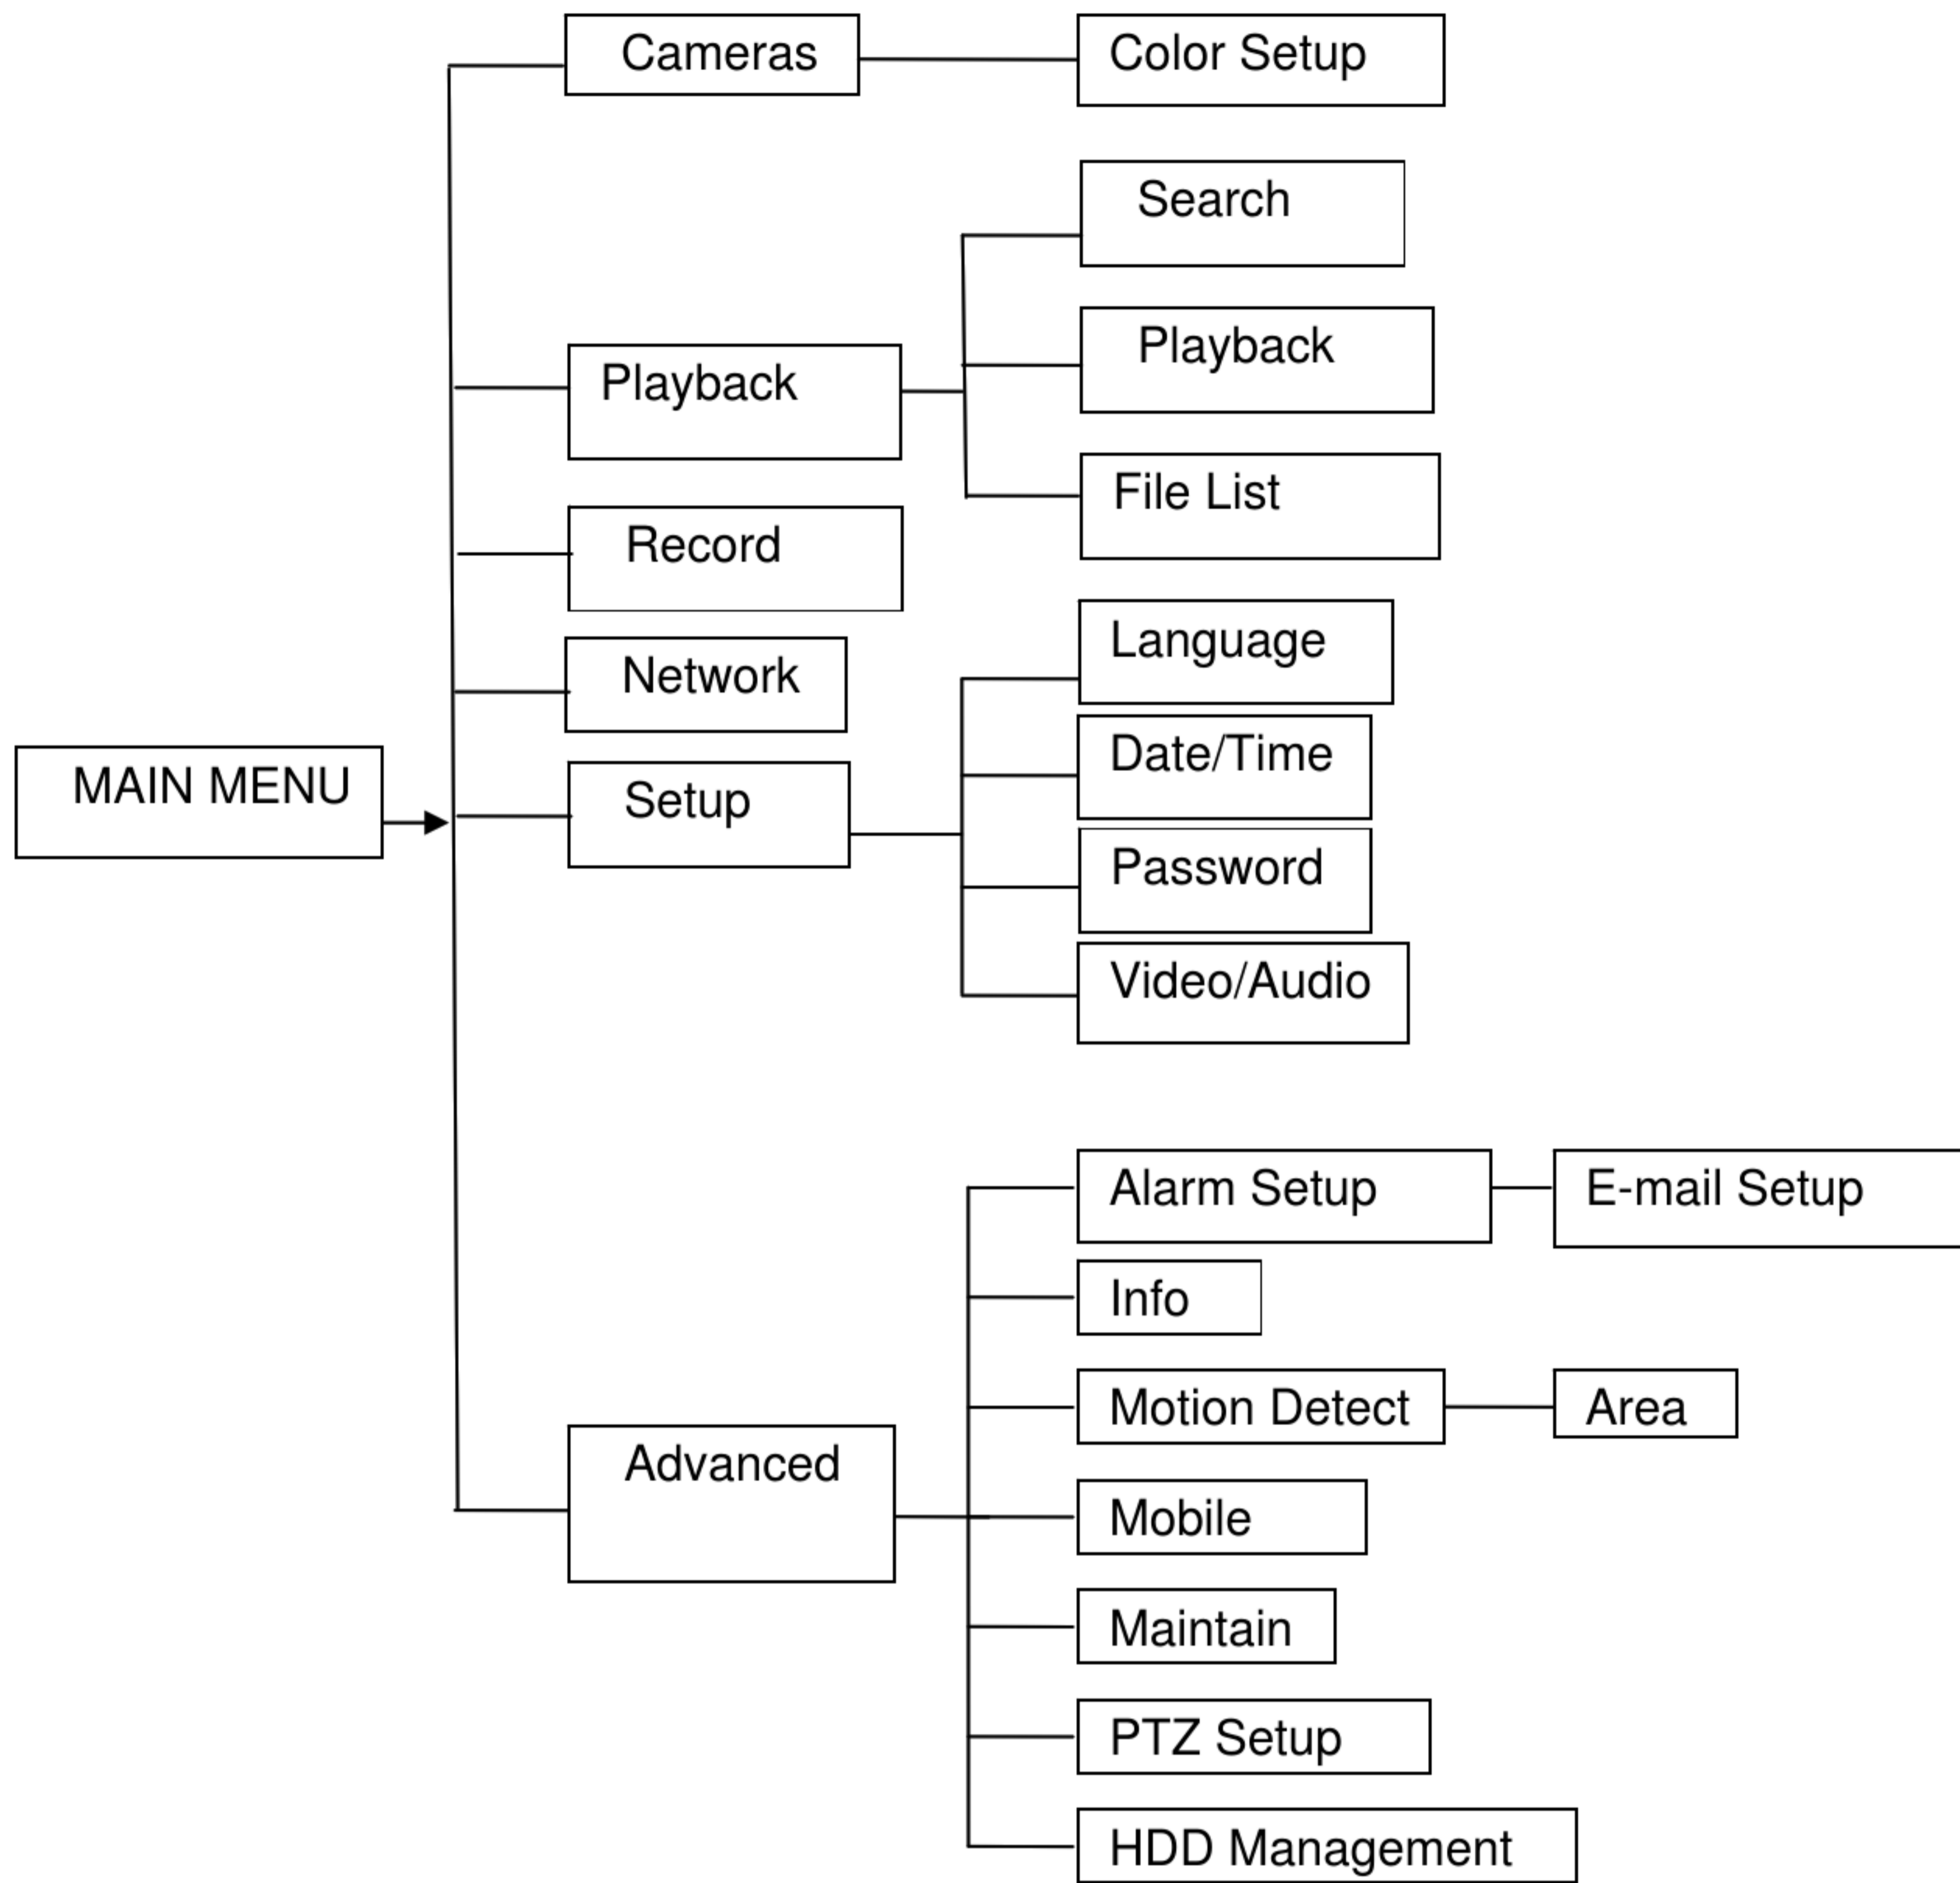 Cameras
Color Setup
Search
Playback
Playback
File List
Record
Language
Network
Date/Time
MAIN MENU
Setup
Password
Video/Audio
Alarm Setup
E-mail Setup
Info
Motion Detect
Area
Advanced
Mobile
Maintain
PTZ Setup
HDD Management